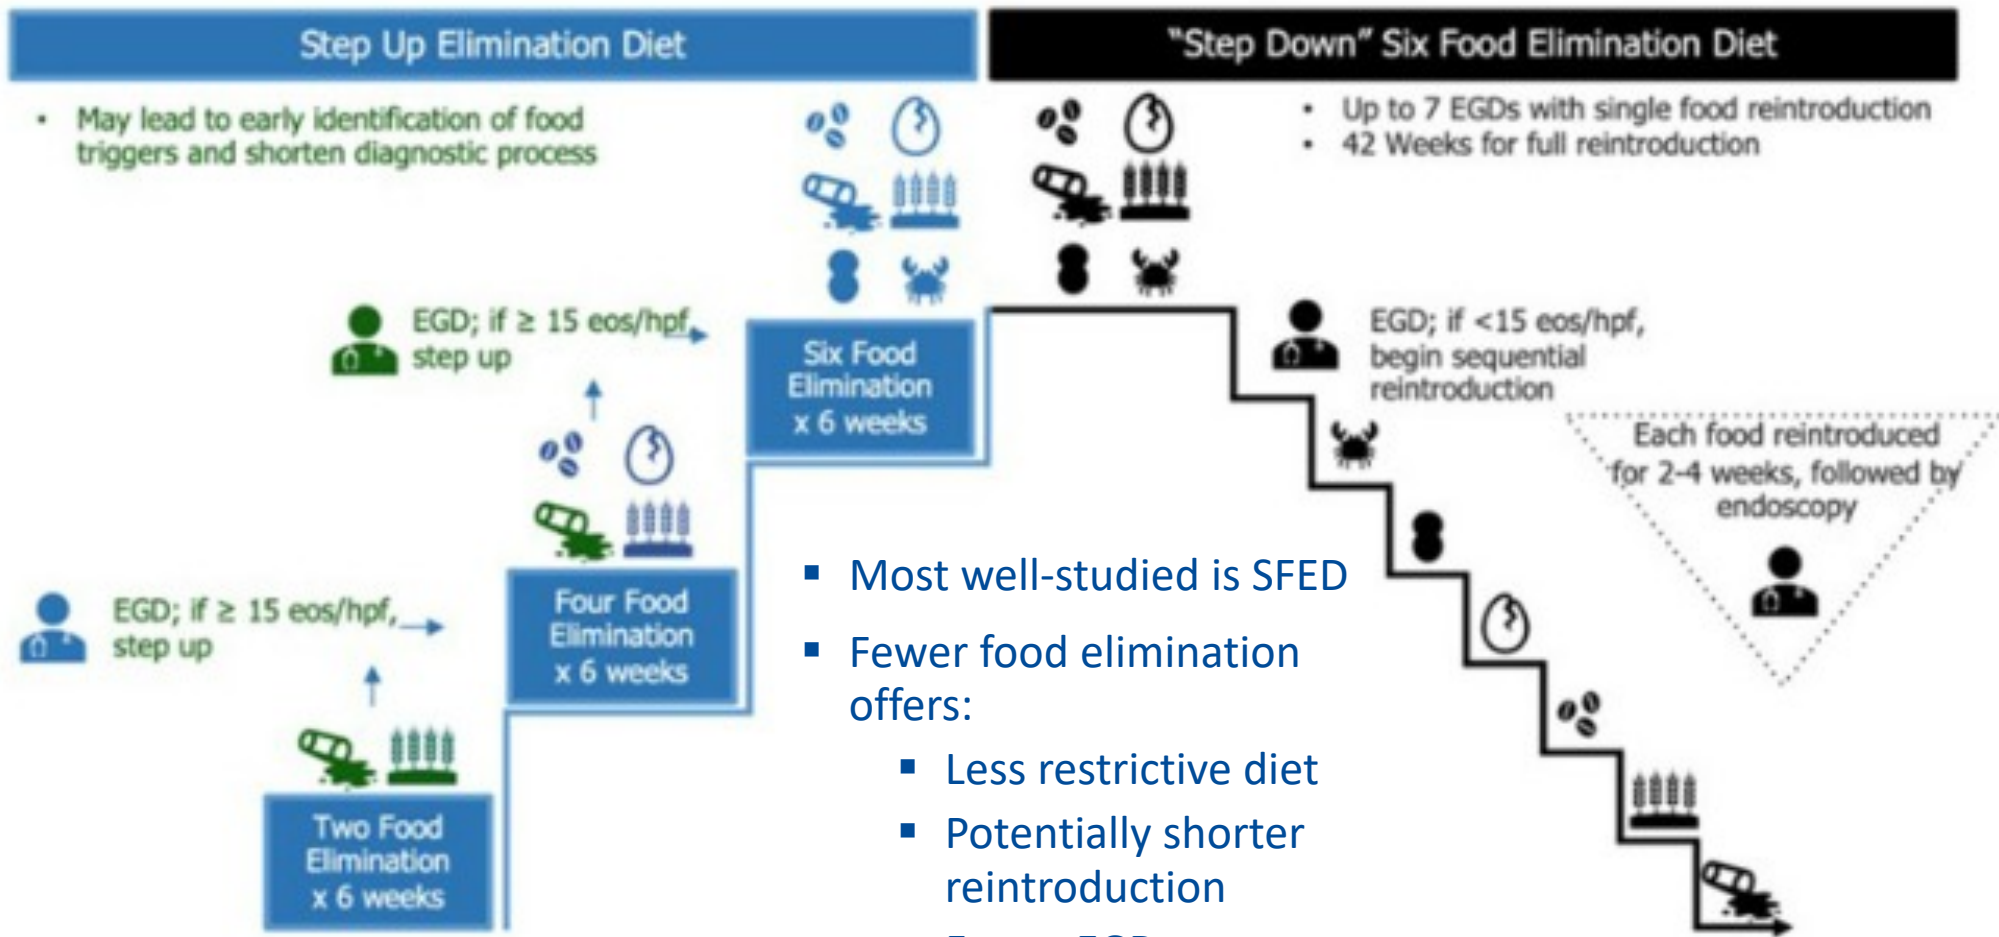 Step Up Elimination Diet
"Step Down" Six Food Elimination Diet
• May lead to early identification of food
triggers and shorten diagnostic process
• Up to 7 EGDs with single food reintroduction
• 42 Weeks for full reintroduction
EGD; if ≥ 15 eos/hpf,
step up
Six Food
Elimination
x 6 weeks
EGD; if <15 eos/hpf,
begin sequential
reintroduction
Each food reintroduced
for 2-4 weeks, followed by
endoscopy
EGD; if ≥ 15 eos/hpf,
step up
Four Food
Elimination
x 6 weeks
Two Food
Elimination
x 6 weeks
▪ Most well-studied is SFED
▪ Fewer food elimination
offers:
▪ Less restrictive diet
▪ Potentially shorter
reintroduction